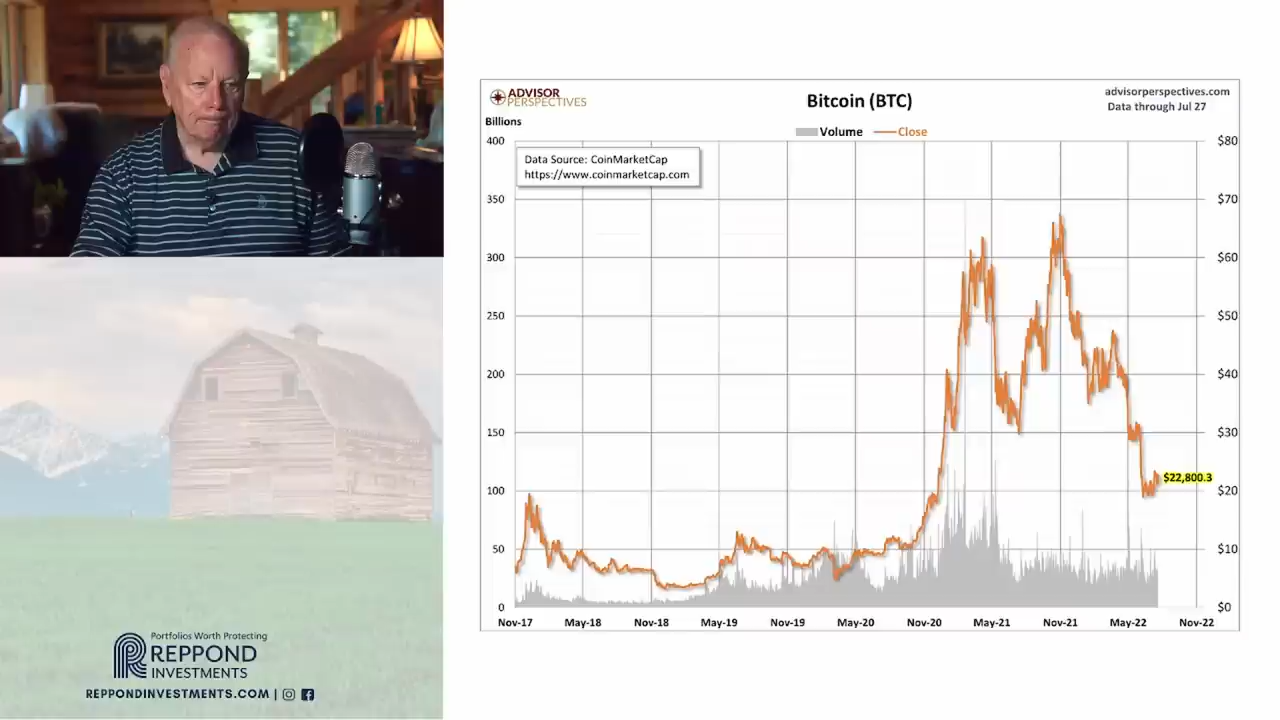 Portfolios Worth Protecting
REPPOND
INVESTMENTS
REPPONDINVESTMENTS.COM |
ADVISOR
PERSPECTIVES
Bitcoin (BTC)
advisorperspectives.com
Data through Jul 27
Billions
Volume Close
Data Source: CoinMarketCap
https://www.coinmarketcap.com
400 $80
350 $70
300 $60
250 $50
200 $40
150 $30
$22,800.3
100 $20
50 $10
0 $0
Nov-17 May-18 Nov-18 May-19 Nov-19 May-20 Nov-20 May-21 Nov-21 May-22 Nov-22